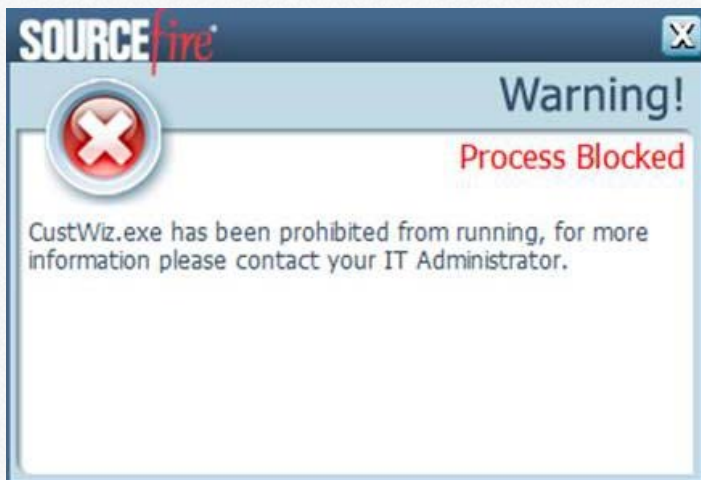 SOURCEfire®
Warning!
Process Blocked
CustWiz.exe has been prohibited from running, for more
information please contact your IT Administrator.